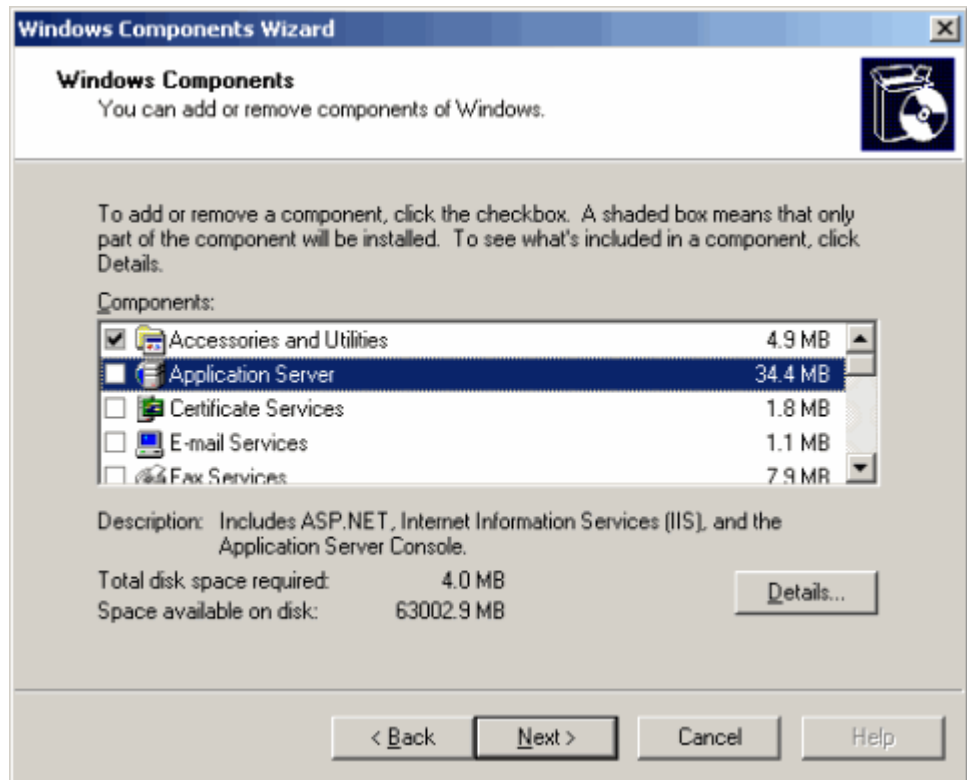 Windows Components Wizard
Windows Components
You can add or remove components of Windows.
To add or remove a component, click the checkbox. A shaded box means that only
part of the component will be installed. To see what's included in a component, click
Details.
Components:
Accessories and Utilities 4.9 MB
Application Server 34.4 MB
Certificate Services 1.8 MB
E-mail Services 1.1 MB
Fax Services 7.9 MB
Description: Includes ASP.NET, Internet Information Services (IIS), and the
Application Server Console.
Total disk space required: 4.0 MB
Space available on disk: 63002.9 MB
Details...
< Back Next > Cancel Help